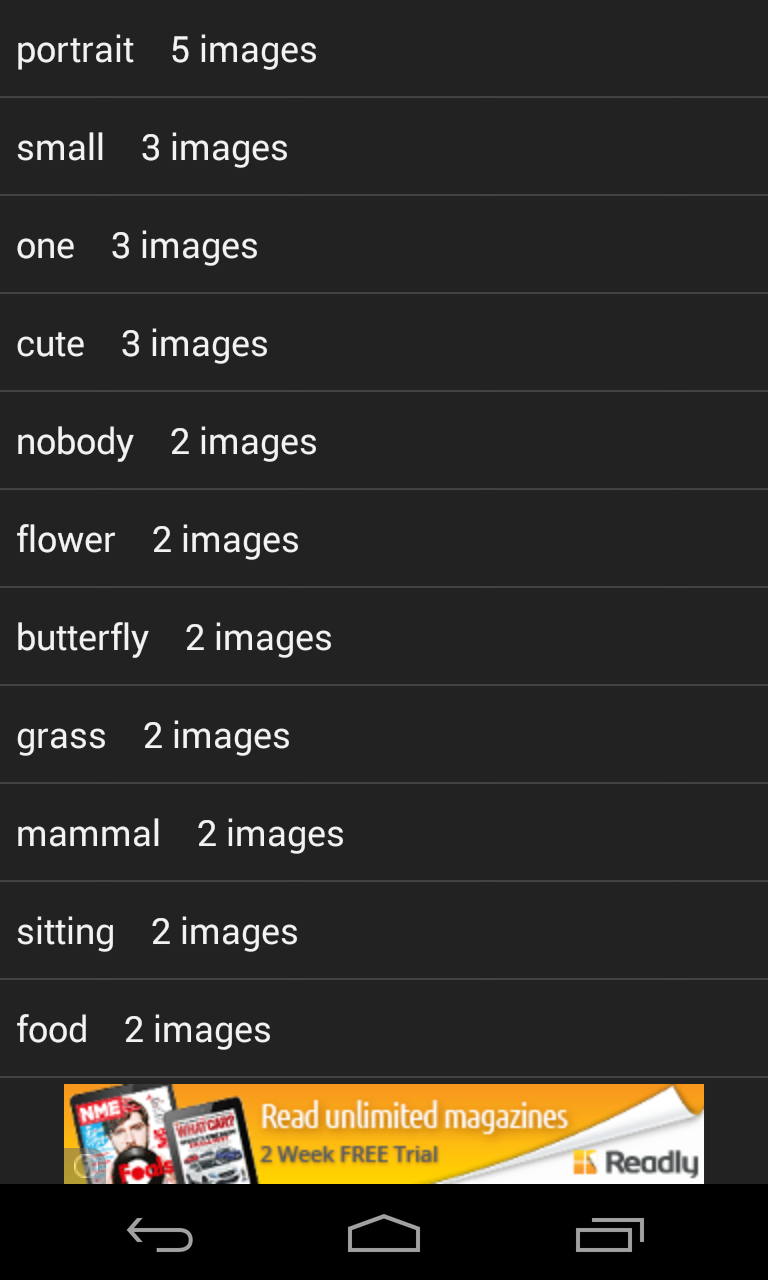 portrait 5 images
small 3 images
one 3 images
cute 3 images
nobody 2 images
flower 2 images
butterfly 2 images
grass 2 images
mammal 2 images
sitting 2 images
food 2 images
NME
Foals
WHAT CAR?
Read unlimited magazines
2 Week FREE Trial
Readly